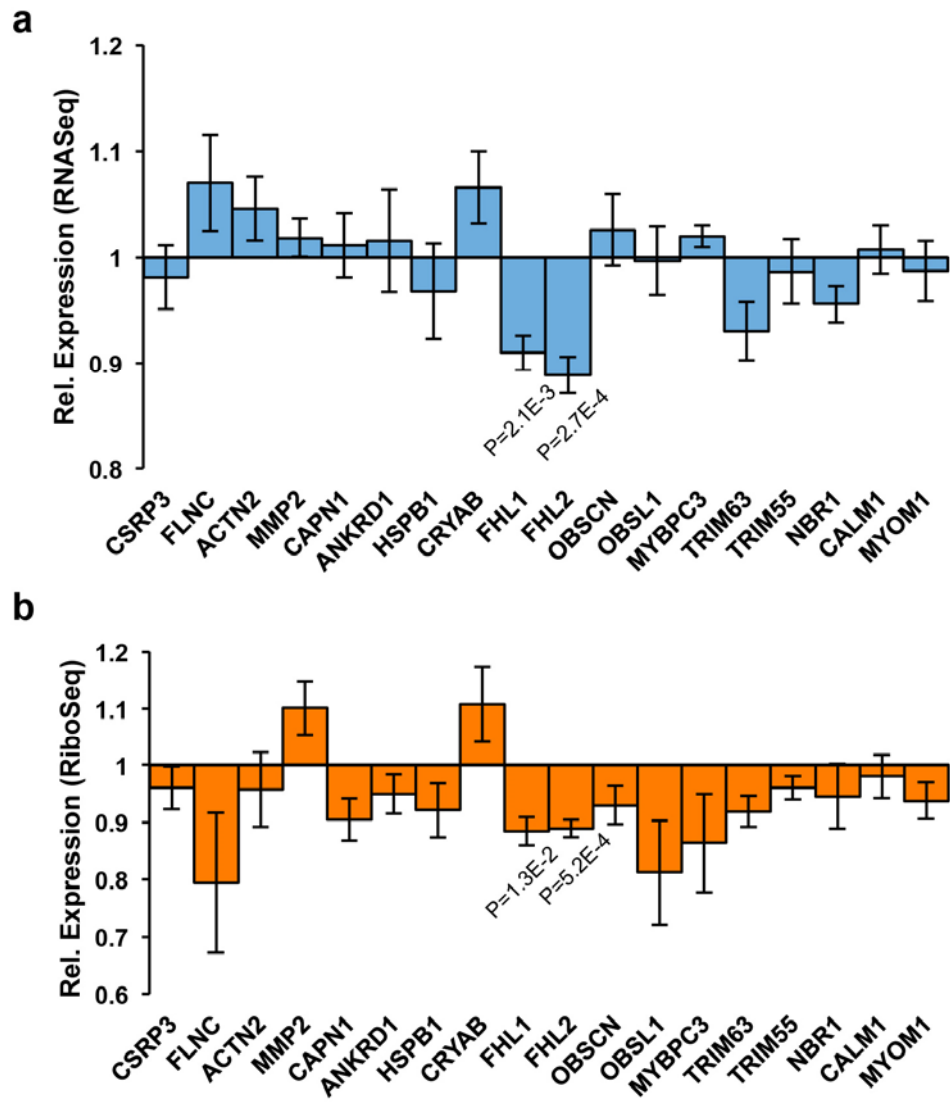 a
Rel. Expression (RNASeq)
1.2
1.1
1
0.9
0.8
P=2.1E-3
P=2.7E-4
CSRP3
FLNC
ACTN2
MMP2
CAPN1
ANKRD1
HSPB1
CRYAB
FHL1
FHL2
OBSCN
OBSL1
MYBPC3
TRIM63
TRIM55
NBR1
CALM1
MYOM1
b
Rel. Expression (RiboSeq)
1.2
1.1
1
0.9
0.8
0.7
0.6
P=1.3E-2
P=5.2E-4
CSRP3
FLNC
ACTN2
MMP2
CAPN1
ANKRD1
HSPB1
CRYAB
FHL1
FHL2
OBSCN
OBSL1
MYBPC3
TRIM63
TRIM55
NBR1
CALM1
MYOM1